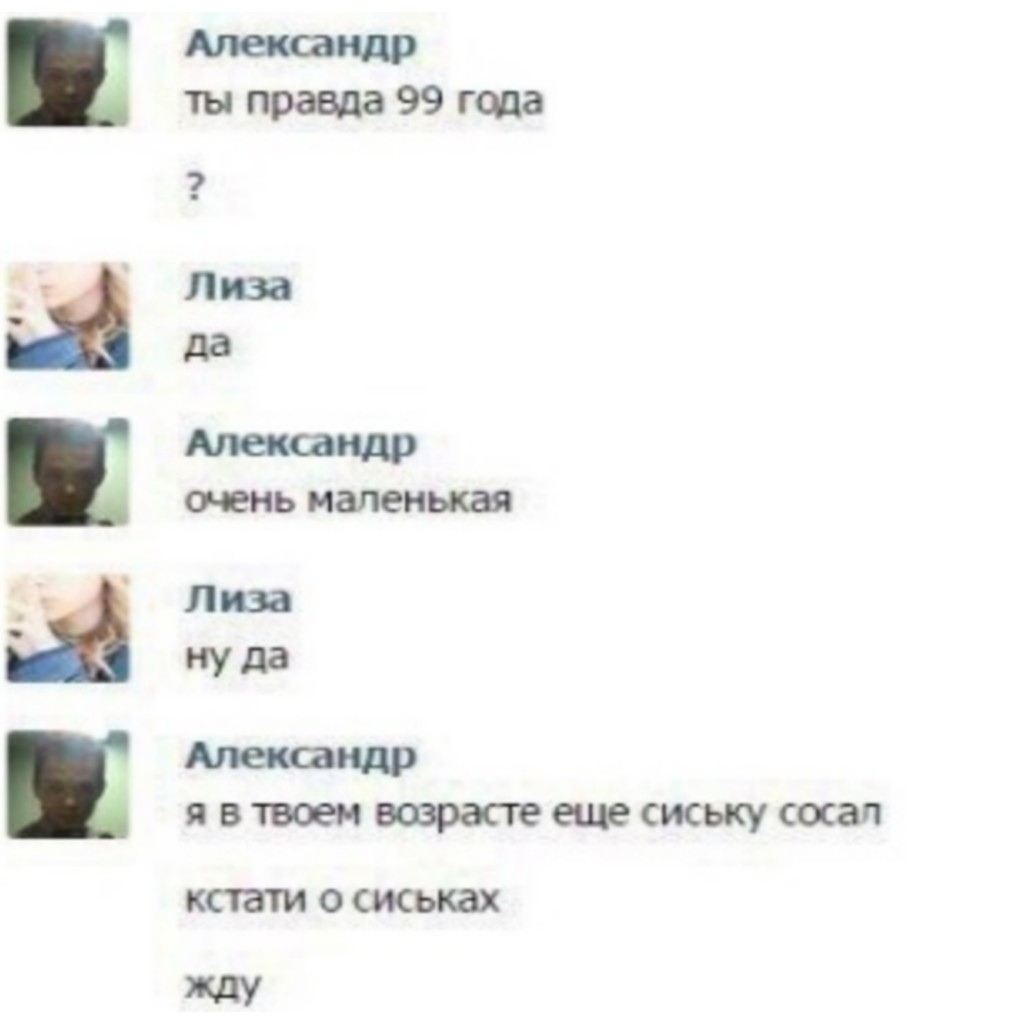 Александр
ты правда 99 года
?
Лиза
да
Александр
очень маленькая
Лиза
ну да
Александр
я в твоем возрасте еще сиську сосал
кстати о сиськах
жду